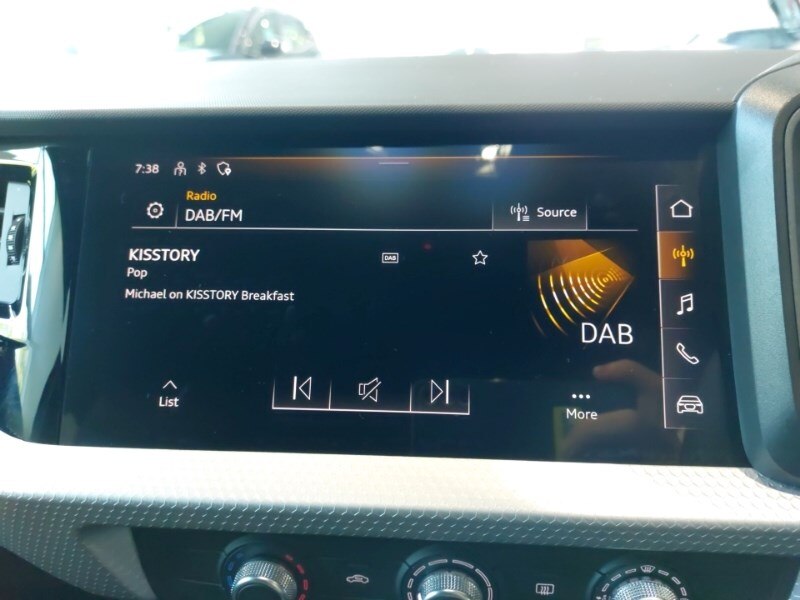 7:38
Radio
DAB/FM
Source
KISSTORY
DAB
Pop
Michael on KISSTORY Breakfast
DAB
List
More